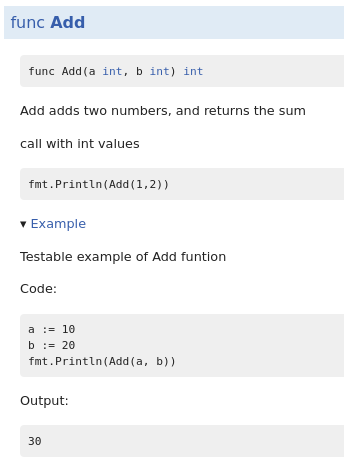 func Add
func Add(a int, b int) int
Add adds two numbers, and returns the sum
call with int values
fmt.Println(Add(1,2))
▾ Example
Testable example of Add funtion
Code:
a := 10
b := 20
fmt.Println(Add(a, b))
Output:
30